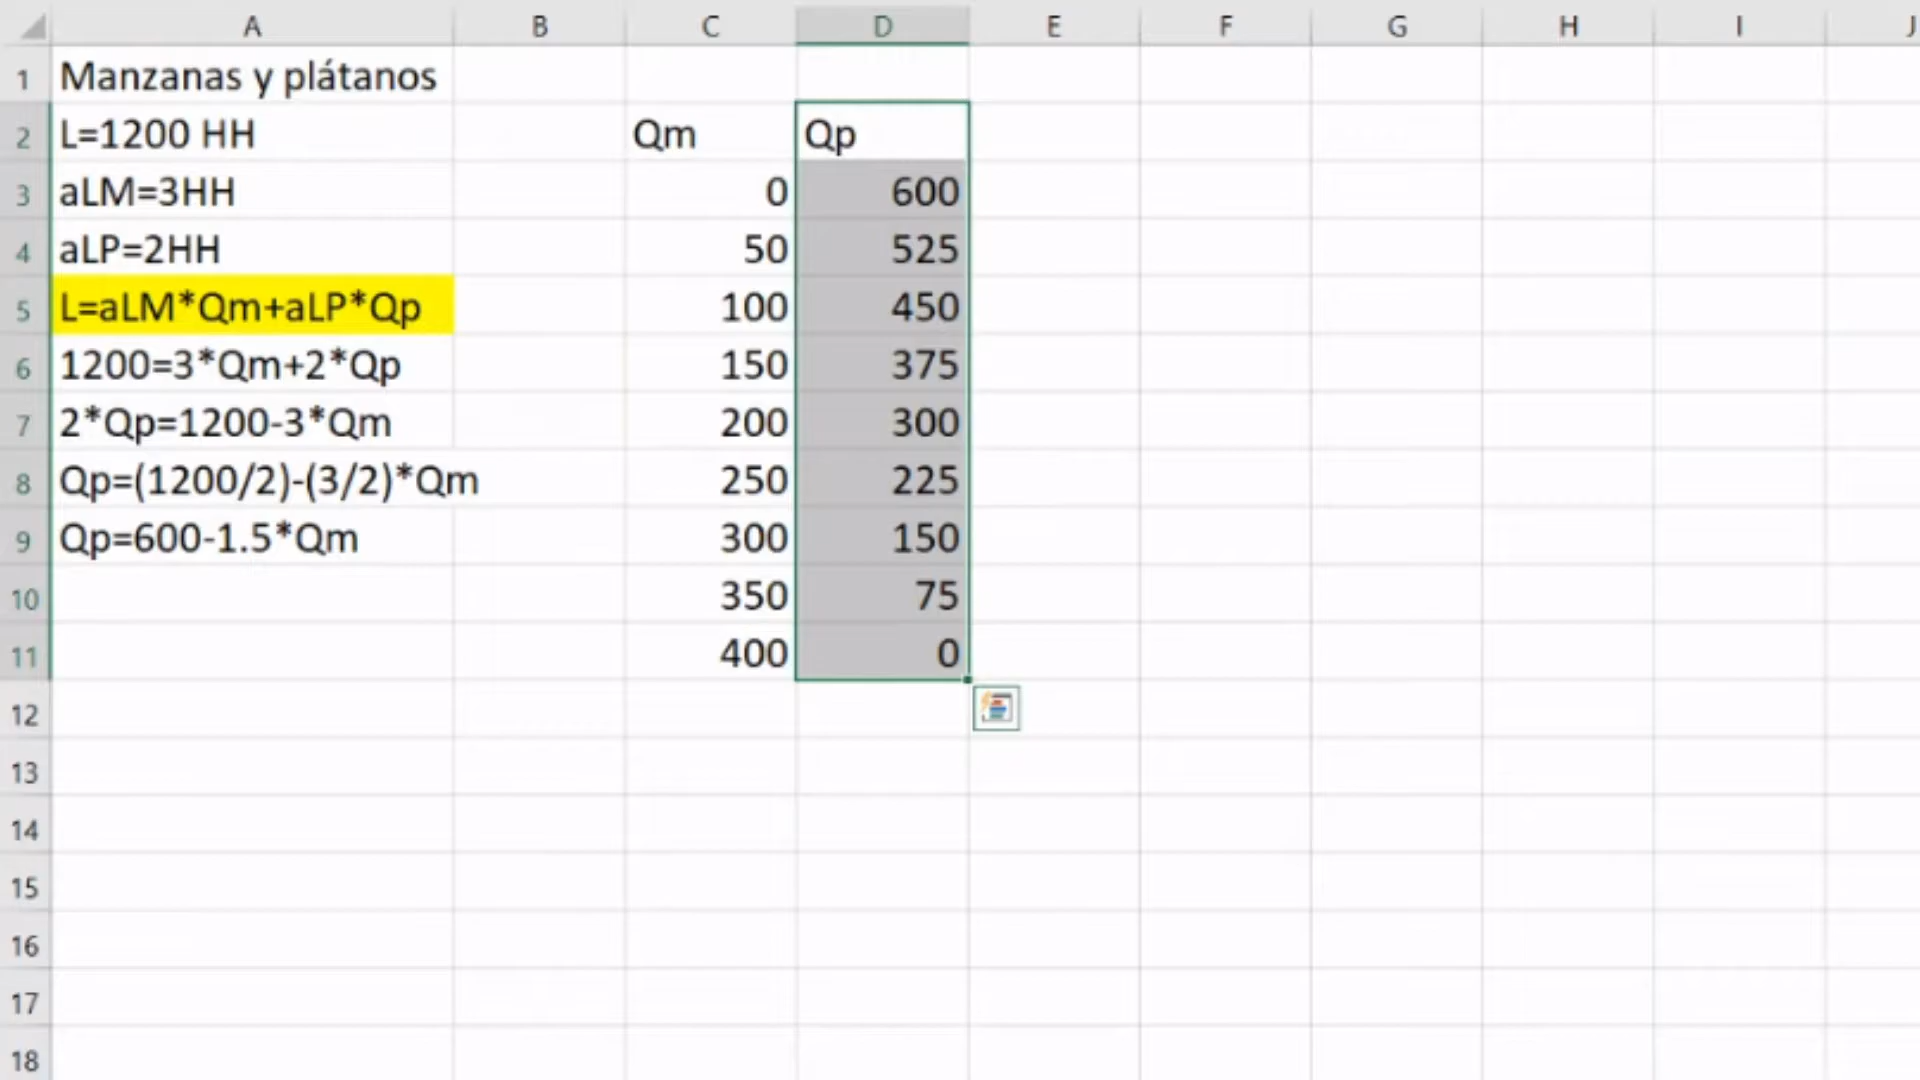 A B C D E F G H I J
1 Manzanas y plátanos
2 L=1200 HH Qm Qp
3 aLM=3HH 0 600
4 aLP=2HH 50 525
5 L=aLM*Qm+aLP*Qp 100 450
6 1200=3*Qm+2*Qp 150 375
7 2*Qp=1200-3*Qm 200 300
8 Qp=(1200/2)-(3/2)*Qm 250 225
9 Qp=600-1.5*Qm 300 150
10 350 75
11 400 0
12
13
14
15
16
17
18